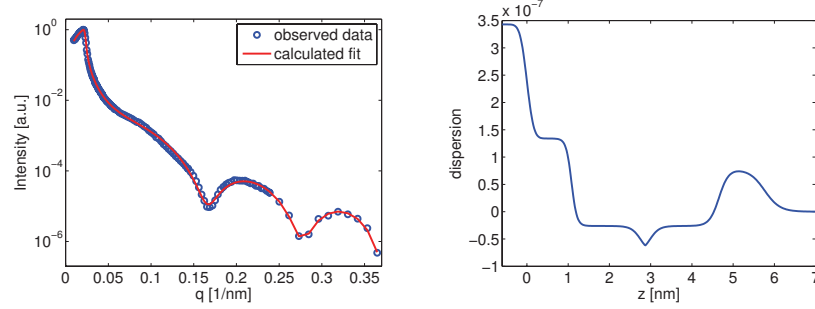 10^0
10^-2
10^-4
10^-6
Intensity [a.u.]
0 0.05 0.1 0.15 0.2 0.25 0.3 0.35
q [1/nm]
observed data
calculated fit
x 10^-7
3.5
3
2.5
2
1.5
1
0.5
0
−0.5
−1
dispersion
0 1 2 3 4 5 6 7
z [nm]